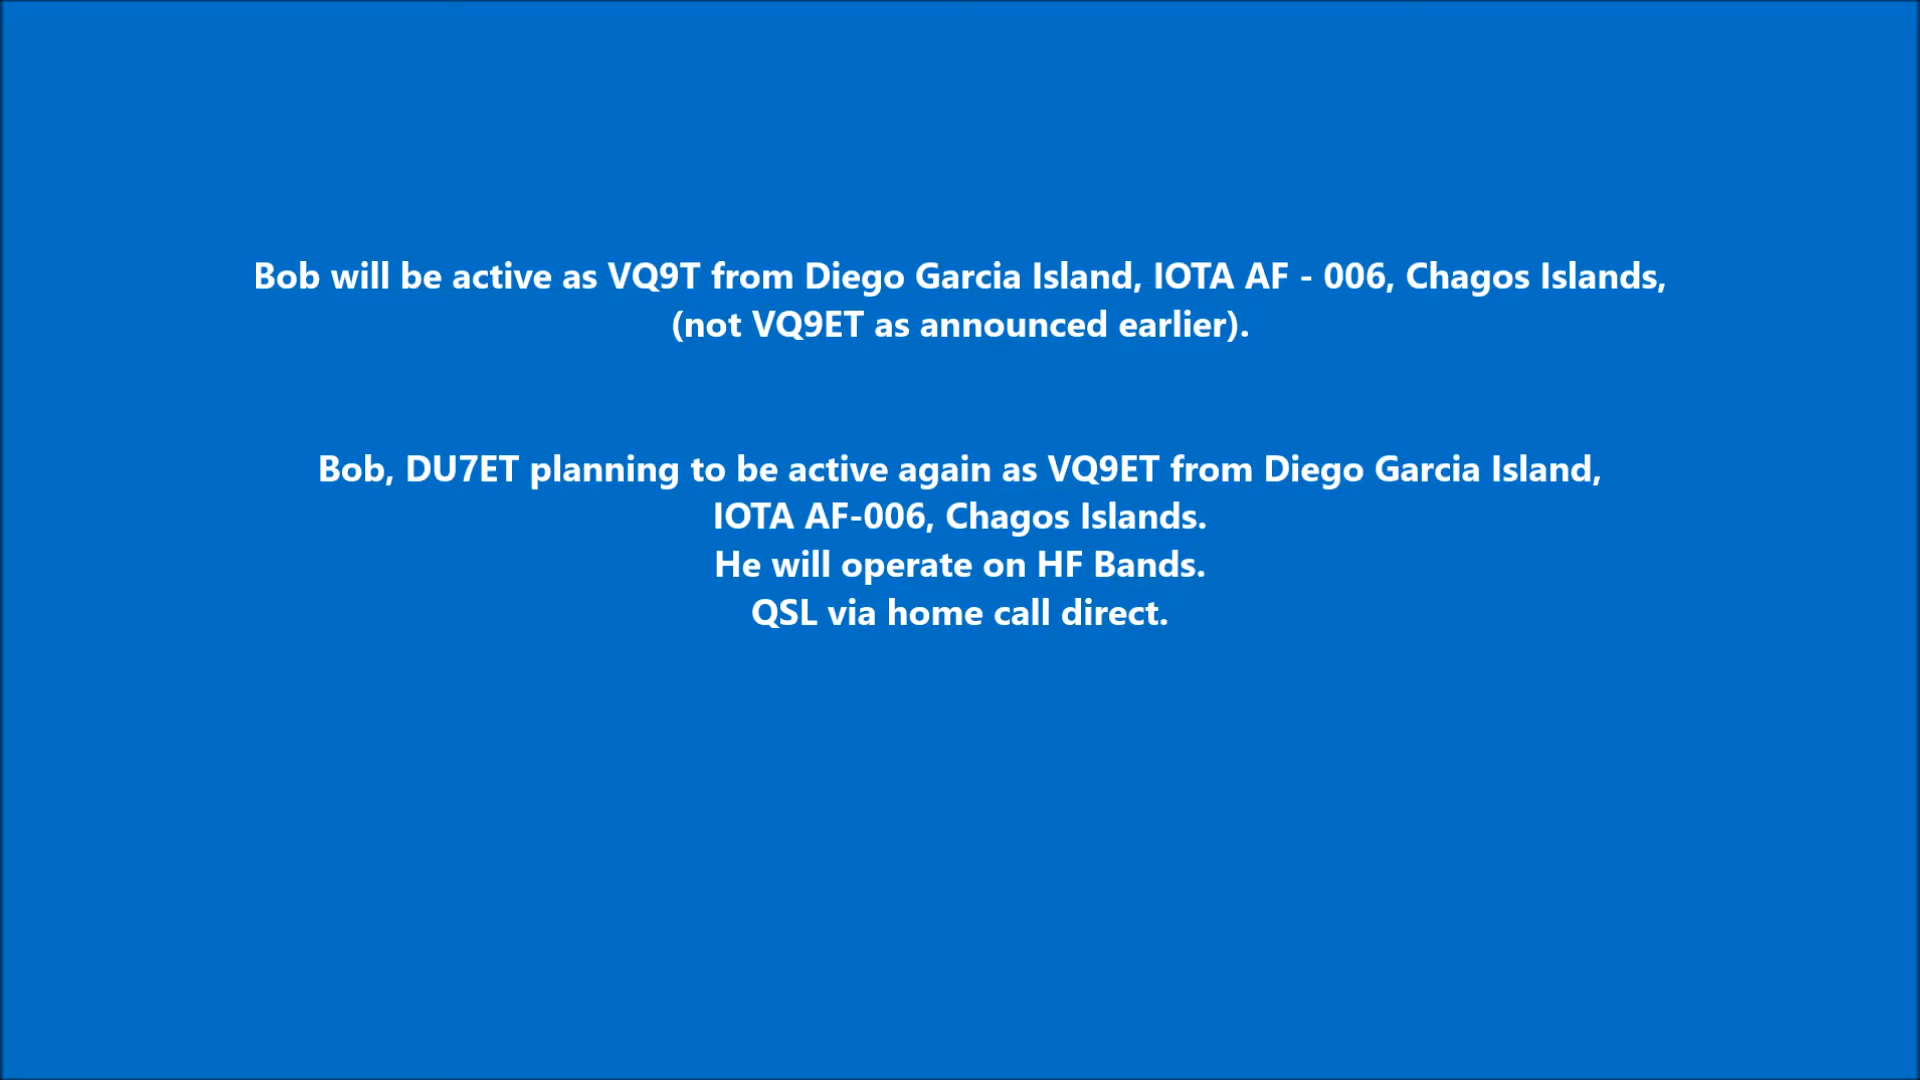 Bob will be active as VQ9T from Diego Garcia Island, IOTA AF - 006, Chagos Islands,
(not VQ9ET as announced earlier).
Bob, DU7ET planning to be active again as VQ9ET from Diego Garcia Island,
IOTA AF-006, Chagos Islands.
He will operate on HF Bands.
QSL via home call direct.